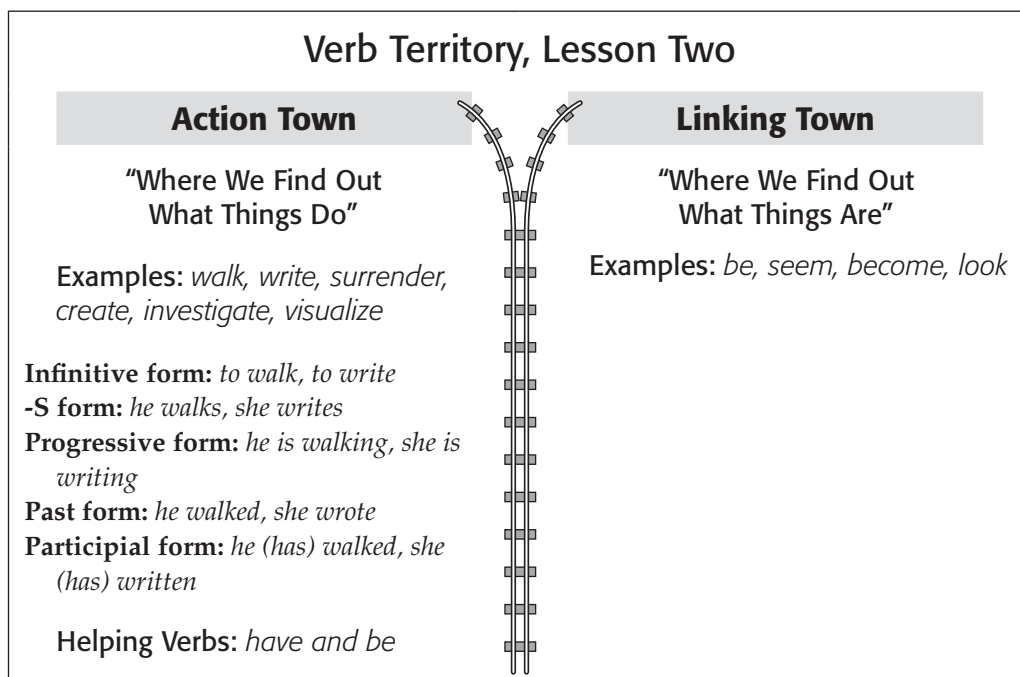 Verb Territory, Lesson Two
Action Town
“Where We Find Out
What Things Do”
Examples: walk, write, surrender,
create, investigate, visualize
Infinitive form: to walk, to write
-S form: he walks, she writes
Progressive form: he is walking, she is
writing
Past form: he walked, she wrote
Participial form: he (has) walked, she
(has) written
Helping Verbs: have and be
Linking Town
“Where We Find Out
What Things Are”
Examples: be, seem, become, look